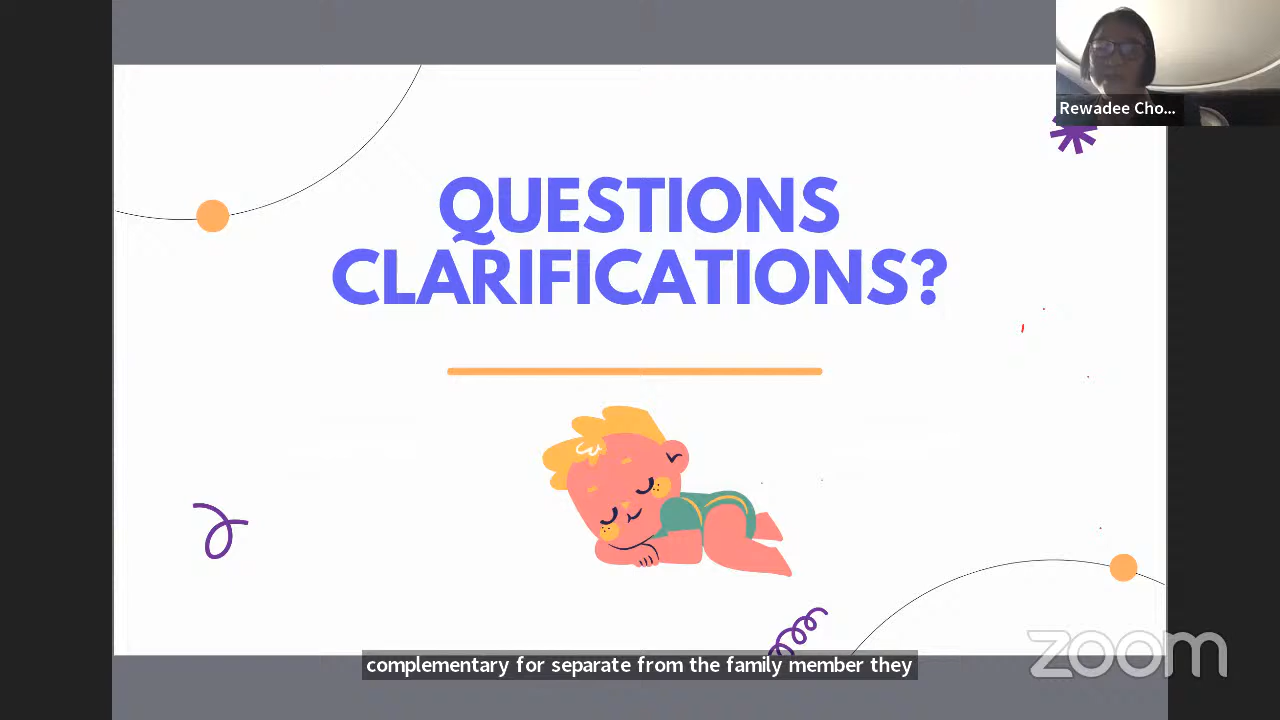 Rewadee Cho...
QUESTIONS
CLARIFICATIONS?
complementary for separate from the family member they
zoom